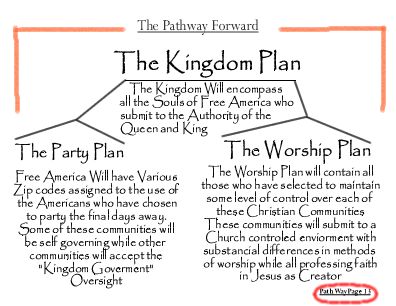 The Pathway Forward
The Kingdom Plan
The Kingdom Will encompass
all the Souls of Free America who
submit to the Authority of the
Queen and King
The Party Plan
Free America Will have Various
Zip codes assigned to the use of
the Americans who have chosen
to party the final days away.
Some of these communities will
be self governing while other
communities will accept the
"Kingdom Goverment"
Oversight
The Worship Plan
The Worship Plan will contain all
those who have selected to maintain
some level of control over each of
these Christian Communities
These communities will submit to a
Church controled enviorment with
substancial differences in methods
of worship while all professing faith
in Jesus as Creator
Path Way Page 13